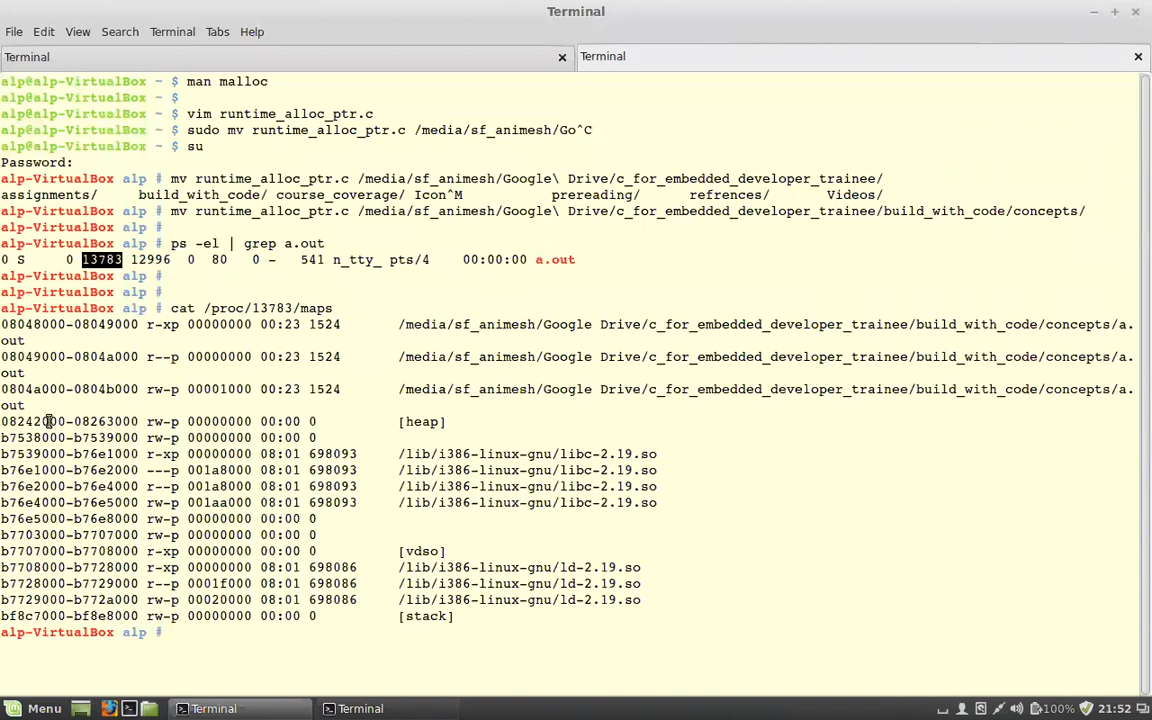 Terminal
File Edit View Search Terminal Tabs Help
Terminal Terminal
alp@alp-VirtualBox ~ $ man malloc
alp@alp-VirtualBox ~ $
alp@alp-VirtualBox ~ $ vim runtime_alloc_ptr.c
alp@alp-VirtualBox ~ $ sudo mv runtime_alloc_ptr.c /media/sf_animesh/Go^C
alp@alp-VirtualBox ~ $ su
Password:
alp-VirtualBox alp # mv runtime_alloc_ptr.c /media/sf_animesh/Google\ Drive/c_for_embedded_developer_trainee/
assignments/ build_with_code/ course_coverage/ Icon^M prereading/ refrences/ Videos/
alp-VirtualBox alp # mv runtime_alloc_ptr.c /media/sf_animesh/Google\ Drive/c_for_embedded_developer_trainee/build_with_code/concepts/
alp-VirtualBox alp #
alp-VirtualBox alp # ps -el | grep a.out
0 S 0 13783 12996 0 80 0 - 541 n_tty_ pts/4 00:00:00 a.out
alp-VirtualBox alp #
alp-VirtualBox alp #
alp-VirtualBox alp # cat /proc/13783/maps
08048000-08049000 r-xp 00000000 00:23 1524 /media/sf_animesh/Google Drive/c_for_embedded_developer_trainee/build_with_code/concepts/a.
out
08049000-0804a000 r--p 00000000 00:23 1524 /media/sf_animesh/Google Drive/c_for_embedded_developer_trainee/build_with_code/concepts/a.
out
0804a000-0804b000 rw-p 00001000 00:23 1524 /media/sf_animesh/Google Drive/c_for_embedded_developer_trainee/build_with_code/concepts/a.
out
08242000-08263000 rw-p 00000000 00:00 0 [heap]
b7538000-b7539000 rw-p 00000000 00:00 0
b7539000-b76e1000 r-xp 00000000 08:01 698093 /lib/i386-linux-gnu/libc-2.19.so
b76e1000-b76e2000 ---p 001a8000 08:01 698093 /lib/i386-linux-gnu/libc-2.19.so
b76e2000-b76e4000 r--p 001a8000 08:01 698093 /lib/i386-linux-gnu/libc-2.19.so
b76e4000-b76e5000 rw-p 001aa000 08:01 698093 /lib/i386-linux-gnu/libc-2.19.so
b76e5000-b76e8000 rw-p 00000000 00:00 0
b7703000-b7707000 rw-p 00000000 00:00 0
b7707000-b7708000 r-xp 00000000 00:00 0 [vdso]
b7708000-b7728000 r-xp 00000000 08:01 698086 /lib/i386-linux-gnu/ld-2.19.so
b7728000-b7729000 r--p 0001f000 08:01 698086 /lib/i386-linux-gnu/ld-2.19.so
b7729000-b772a000 rw-p 00020000 08:01 698086 /lib/i386-linux-gnu/ld-2.19.so
bf8c7000-bf8e8000 rw-p 00000000 00:00 0 [stack]
alp-VirtualBox alp #
Menu Terminal Terminal 100% 21:52